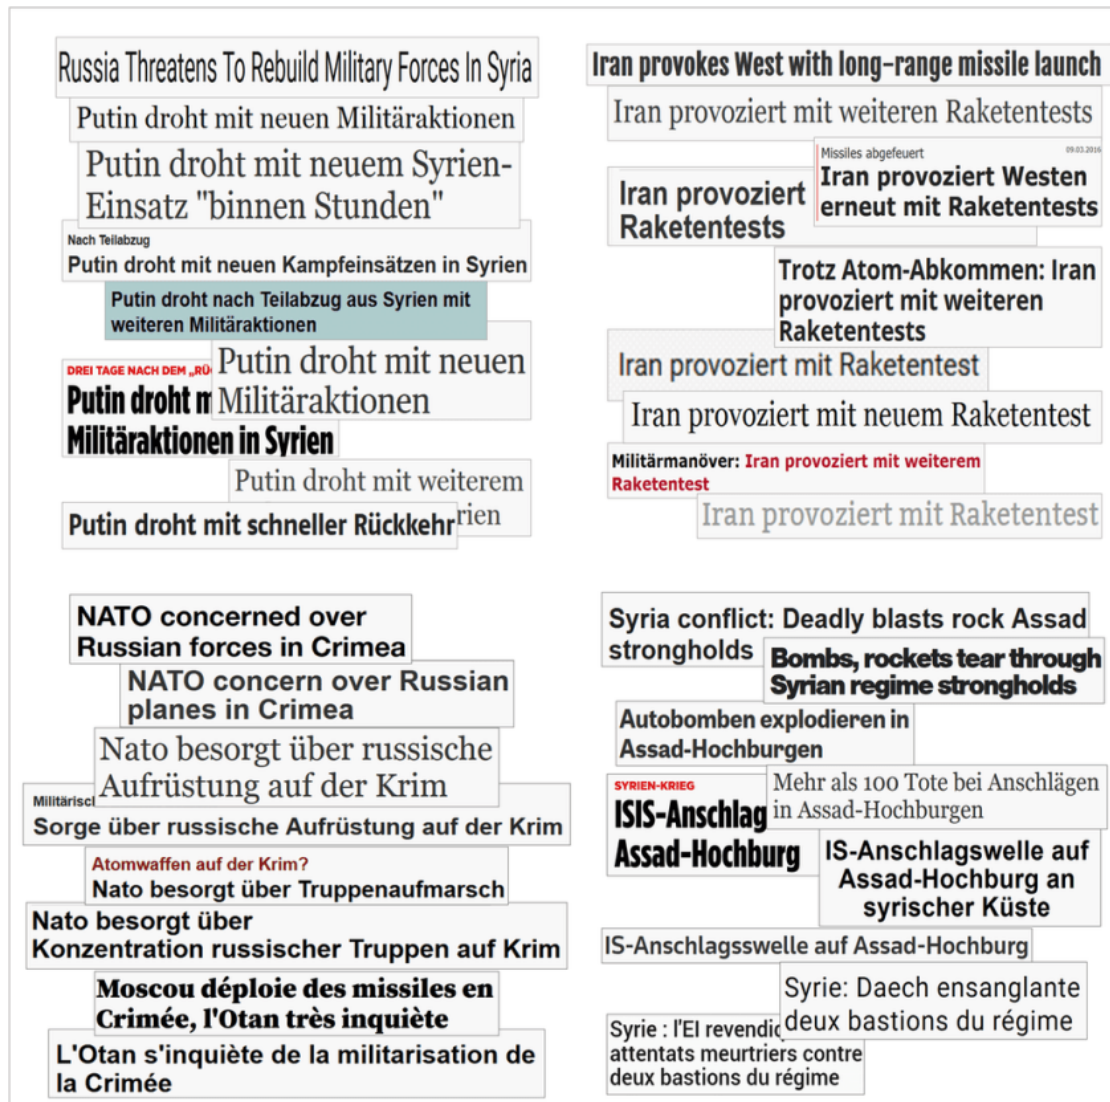 Russia Threatens To Rebuild Military Forces In Syria
Putin droht mit neuen Militäraktionen
Putin droht mit neuem Syrien-
Einsatz "binnen Stunden"
Nach Teilabzug
Putin droht mit neuen Kampfeinsätzen in Syrien
Putin droht nach Teilabzug aus Syrien mit
weiteren Militäraktionen
Putin droht mit neuen
Militäraktionen
DREI TAGE NACH DEM
Putin droht
Militäraktionen in Syrien
Putin droht mit weiterem
Putin droht mit schneller Rückkehr
Iran provokes West with long-range missile launch
Iran provoziert mit weiteren Raketentests
Missiles abgefeuert
09.03.2016
Iran provoziert Westen
erneut mit Raketentests
Iran provoziert
Raketentests
Trotz Atom-Abkommen: Iran
provoziert mit weiteren
Raketentests
Iran provoziert mit Raketentest
Iran provoziert mit neuem Raketentest
Militärmanöver: Iran provoziert mit weiterem
Raketentest
Iran provoziert mit Raketentest
NATO concerned over
Russian forces in Crimea
NATO concern over Russian
planes in Crimea
Nato besorgt über russische
Aufrüstung auf der Krim
Sorge über russische Aufrüstung auf der Krim
Atomwaffen auf der Krim?
Nato besorgt über Truppenaufmarsch
Nato besorgt über
Konzentration russischer Truppen auf Krim
Moscou déploie des missiles en
Crimée, l'Otan très inquiète
L'Otan s'inquiète de la militarisation de
la Crimée
Syria conflict: Deadly blasts rock Assad
strongholds
Bombs, rockets tear through
Syrian regime strongholds
Autobomben explodieren in
Assad-Hochburgen
SYRIEN-KRIEG
ISIS-Anschlag
Assad-Hochburg
Mehr als 100 Tote bei Anschlägen
in Assad-Hochburgen
IS-Anschlagswelle auf
Assad-Hochburg an
syrischer Küste
IS-Anschlagsswelle auf Assad-Hochburg
Syrie: Daech ensanglante
deux bastions du régime
Syrie : l'EI
attentats meurtriers contre
deux bastions du régime